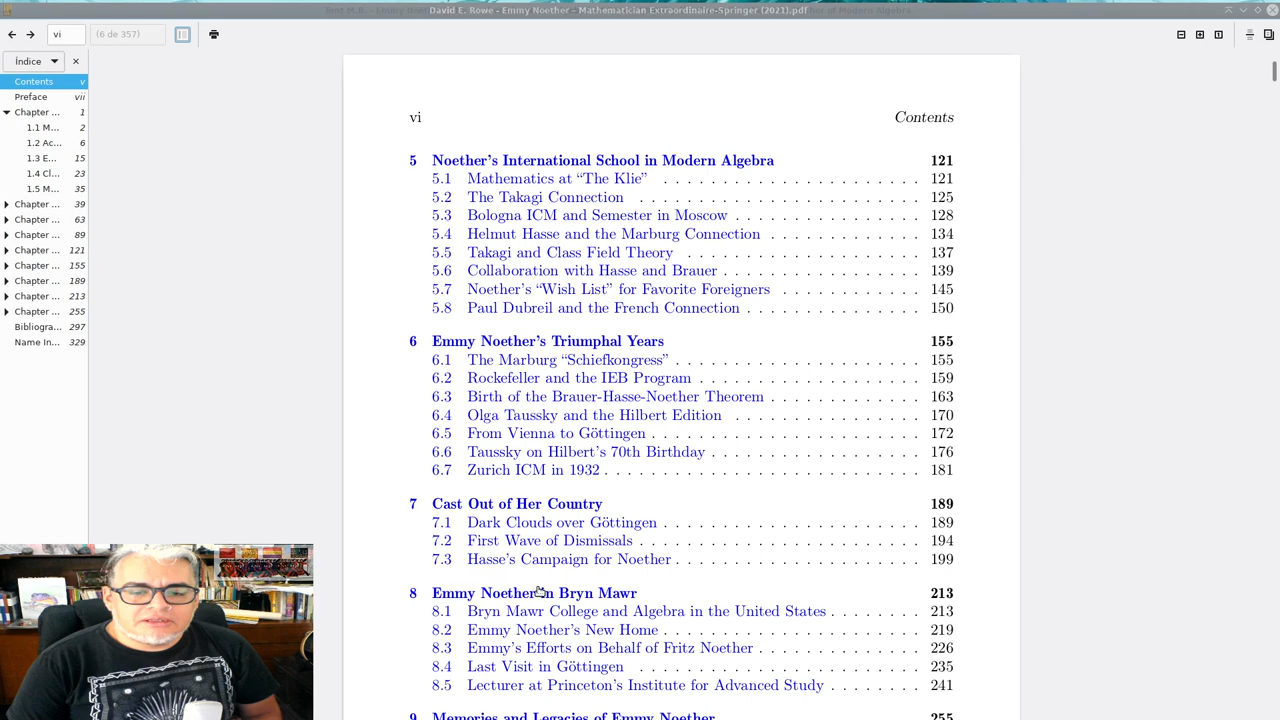 David E. Rowe - Emmy Noether – Mathematician Extraordinaire-Springer (2021).pdf
vi
(6 de 357)
Índice
Contents v
Preface vii
Chapter ... 1
1.1 M... 2
1.2 Ac... 6
1.3 E... 15
1.4 Cl... 23
1.5 M... 35
Chapter ... 39
Chapter ... 63
Chapter ... 89
Chapter ... 121
Chapter ... 155
Chapter ... 189
Chapter ... 213
Chapter ... 255
Bibliogra... 297
Name In... 329
vi Contents
5 Noether's International School in Modern Algebra 121
5.1 Mathematics at “The Klie” . . . . . . . . . . . . . . . . . . 121
5.2 The Takagi Connection . . . . . . . . . . . . . . . . . . . . 125
5.3 Bologna ICM and Semester in Moscow . . . . . . . . . . . . . 128
5.4 Helmut Hasse and the Marburg Connection . . . . . . . . . . . 134
5.5 Takagi and Class Field Theory . . . . . . . . . . . . . . . . 137
5.6 Collaboration with Hasse and Brauer . . . . . . . . . . . . . . 139
5.7 Noether's “Wish List” for Favorite Foreigners . . . . . . . . . . 145
5.8 Paul Dubreil and the French Connection . . . . . . . . . . . . 150
6 Emmy Noether's Triumphal Years 155
6.1 The Marburg “Schiefkongress” . . . . . . . . . . . . . . . . . 155
6.2 Rockefeller and the IEB Program . . . . . . . . . . . . . . . 159
6.3 Birth of the Brauer-Hasse-Noether Theorem . . . . . . . . . . . 163
6.4 Olga Taussky and the Hilbert Edition . . . . . . . . . . . . . 170
6.5 From Vienna to Göttingen . . . . . . . . . . . . . . . . . . 172
6.6 Taussky on Hilbert's 70th Birthday . . . . . . . . . . . . . . . 176
6.7 Zurich ICM in 1932 . . . . . . . . . . . . . . . . . . . . . . 181
7 Cast Out of Her Country 189
7.1 Dark Clouds over Göttingen . . . . . . . . . . . . . . . . . . 189
7.2 First Wave of Dismissals . . . . . . . . . . . . . . . . . . . 194
7.3 Hasse's Campaign for Noether . . . . . . . . . . . . . . . . . 199
8 Emmy Noether in Bryn Mawr 213
8.1 Bryn Mawr College and Algebra in the United States . . . . . . 213
8.2 Emmy Noether's New Home . . . . . . . . . . . . . . . . . . 219
8.3 Emmy's Efforts on Behalf of Fritz Noether . . . . . . . . . . . . 226
8.4 Last Visit in Göttingen . . . . . . . . . . . . . . . . . . . . 235
8.5 Lecturer at Princeton's Institute for Advanced Study . . . . . . . 241
9 Memories and Legacies of Emmy Noether 255